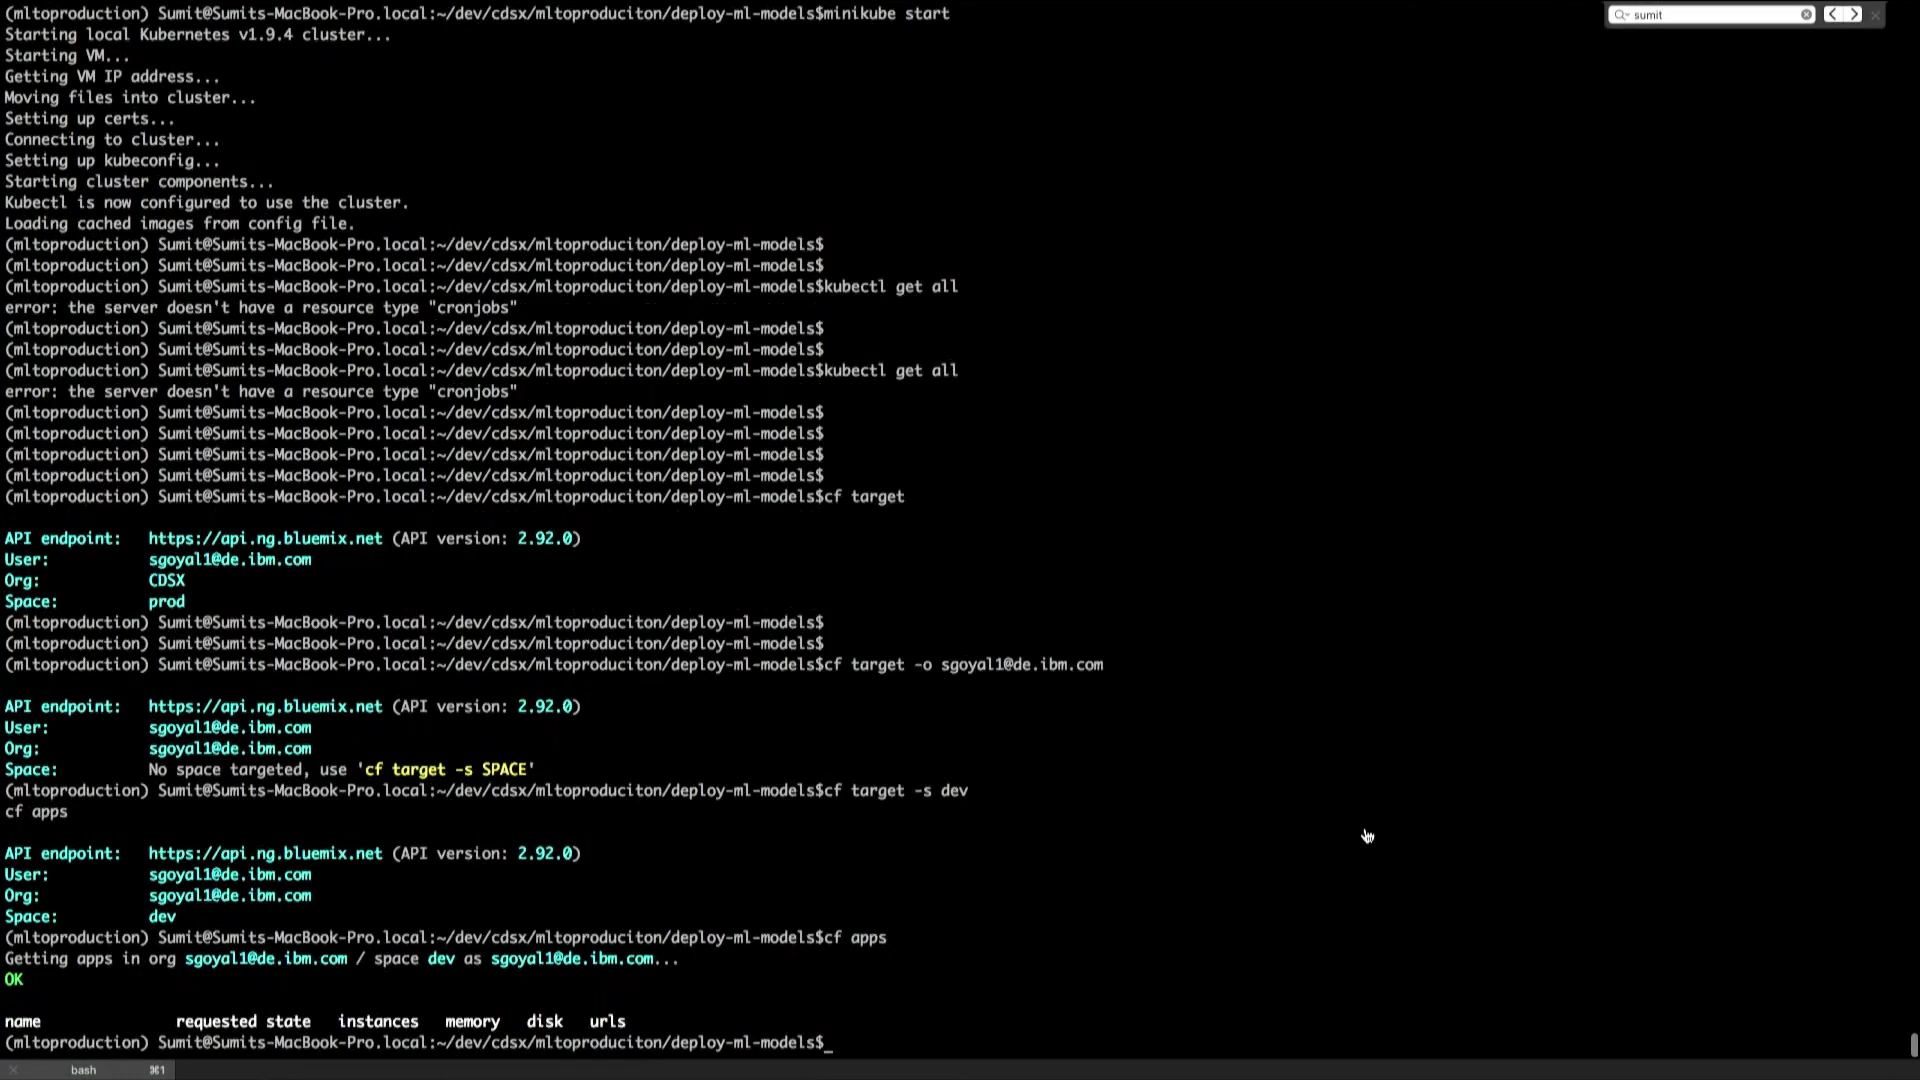 (mltoproduction) Sumit@Sumits-MacBook-Pro.local:~/dev/cdsx/mltoproduciton/deploy-ml-models$minikube start
sumit
Starting local Kubernetes v1.9.4 cluster...
Starting VM...
Getting VM IP address...
Moving files into cluster...
Setting up certs...
Connecting to cluster...
Setting up kubeconfig...
Starting cluster components...
Kubectl is now configured to use the cluster.
Loading cached images from config file.
(mltoproduction) Sumit@Sumits-MacBook-Pro.local:~/dev/cdsx/mltoproduciton/deploy-ml-models$
(mltoproduction) Sumit@Sumits-MacBook-Pro.local:~/dev/cdsx/mltoproduciton/deploy-ml-models$
(mltoproduction) Sumit@Sumits-MacBook-Pro.local:~/dev/cdsx/mltoproduciton/deploy-ml-models$kubectl get all
error: the server doesn't have a resource type "cronjobs"
(mltoproduction) Sumit@Sumits-MacBook-Pro.local:~/dev/cdsx/mltoproduciton/deploy-ml-models$
(mltoproduction) Sumit@Sumits-MacBook-Pro.local:~/dev/cdsx/mltoproduciton/deploy-ml-models$
(mltoproduction) Sumit@Sumits-MacBook-Pro.local:~/dev/cdsx/mltoproduciton/deploy-ml-models$kubectl get all
error: the server doesn't have a resource type "cronjobs"
(mltoproduction) Sumit@Sumits-MacBook-Pro.local:~/dev/cdsx/mltoproduciton/deploy-ml-models$
(mltoproduction) Sumit@Sumits-MacBook-Pro.local:~/dev/cdsx/mltoproduciton/deploy-ml-models$
(mltoproduction) Sumit@Sumits-MacBook-Pro.local:~/dev/cdsx/mltoproduciton/deploy-ml-models$
(mltoproduction) Sumit@Sumits-MacBook-Pro.local:~/dev/cdsx/mltoproduciton/deploy-ml-models$
(mltoproduction) Sumit@Sumits-MacBook-Pro.local:~/dev/cdsx/mltoproduciton/deploy-ml-models$cf target
API endpoint: https://api.ng.bluemix.net (API version: 2.92.0)
User: sgoyal1@de.ibm.com
Org: CDSX
Space: prod
(mltoproduction) Sumit@Sumits-MacBook-Pro.local:~/dev/cdsx/mltoproduciton/deploy-ml-models$
(mltoproduction) Sumit@Sumits-MacBook-Pro.local:~/dev/cdsx/mltoproduciton/deploy-ml-models$
(mltoproduction) Sumit@Sumits-MacBook-Pro.local:~/dev/cdsx/mltoproduciton/deploy-ml-models$cf target -o sgoyal1@de.ibm.com
API endpoint: https://api.ng.bluemix.net (API version: 2.92.0)
User: sgoyal1@de.ibm.com
Org: sgoyal1@de.ibm.com
Space: No space targeted, use 'cf target -s SPACE'
(mltoproduction) Sumit@Sumits-MacBook-Pro.local:~/dev/cdsx/mltoproduciton/deploy-ml-models$cf target -s dev
cf apps
API endpoint: https://api.ng.bluemix.net (API version: 2.92.0)
User: sgoyal1@de.ibm.com
Org: sgoyal1@de.ibm.com
Space: dev
(mltoproduction) Sumit@Sumits-MacBook-Pro.local:~/dev/cdsx/mltoproduciton/deploy-ml-models$cf apps
Getting apps in org sgoyal1@de.ibm.com / space dev as sgoyal1@de.ibm.com...
OK
name requested state instances memory disk urls
(mltoproduction) Sumit@Sumits-MacBook-Pro.local:~/dev/cdsx/mltoproduciton/deploy-ml-models$_
bash ⌘1